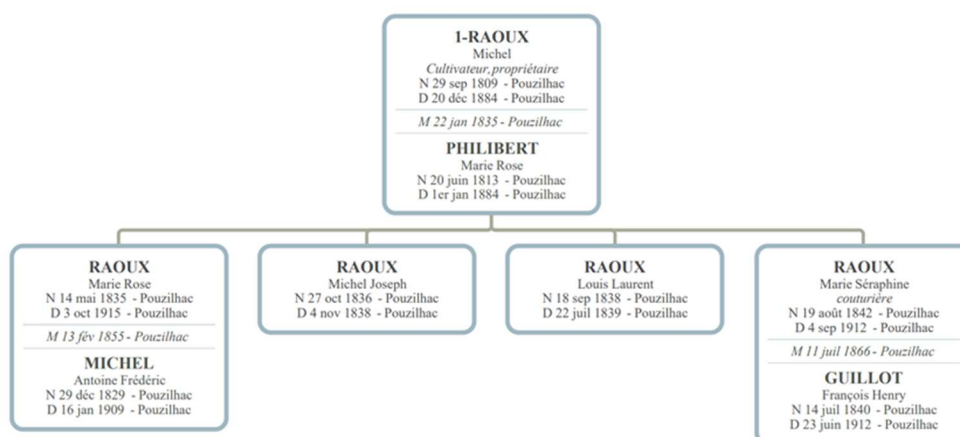 1-RAOUX
Michel
Cultivateur,propriétaire
N 29 sep 1809 - Pouzilhac
D 20 déc 1884 - Pouzilhac
M 22 jan 1835 - Pouzilhac
PHILIBERT
Marie Rose
N 20 juin 1813 - Pouzilhac
D 1er jan 1884 - Pouzilhac
RAOUX
Marie Rose
N 14 mai 1835 - Pouzilhac
D 3 oct 1915 - Pouzilhac
M 13 fév 1855 - Pouzilhac
MICHEL
Antoine Frédéric
N 29 déc 1829 - Pouzilhac
D 16 jan 1909 - Pouzilhac
RAOUX
Michel Joseph
N 27 oct 1836 - Pouzilhac
D 4 nov 1838 - Pouzilhac
RAOUX
Louis Laurent
N 18 sep 1838 - Pouzilhac
D 22 juil 1839 - Pouzilhac
RAOUX
Marie Séraphine
couturière
N 19 août 1842 - Pouzilhac
D 4 sep 1912 - Pouzilhac
M 11 juil 1866 - Pouzilhac
GUILLOT
François Henry
N 14 juil 1840 - Pouzilhac
D 23 juin 1912 - Pouzilhac